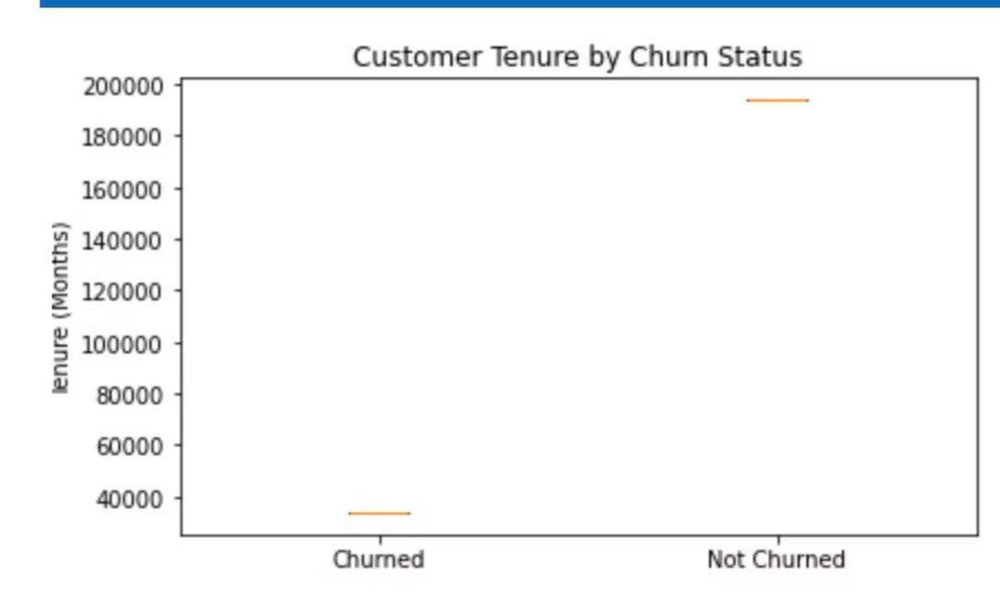 Customer Tenure by Churn Status
200000
180000
160000
140000
120000
100000
80000
60000
40000
Tenure (Months)
Churned
Not Churned